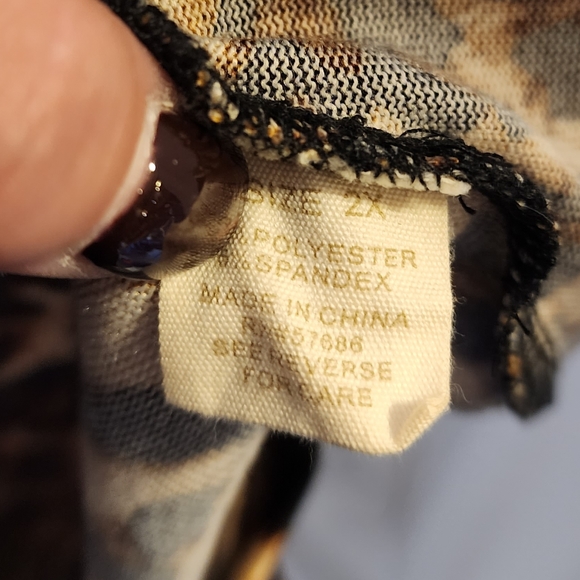 SIZE 2X
POLYESTER
%SPANDEX
MADE IN CHINA
57686
SEE REVERSE
FOR CARE